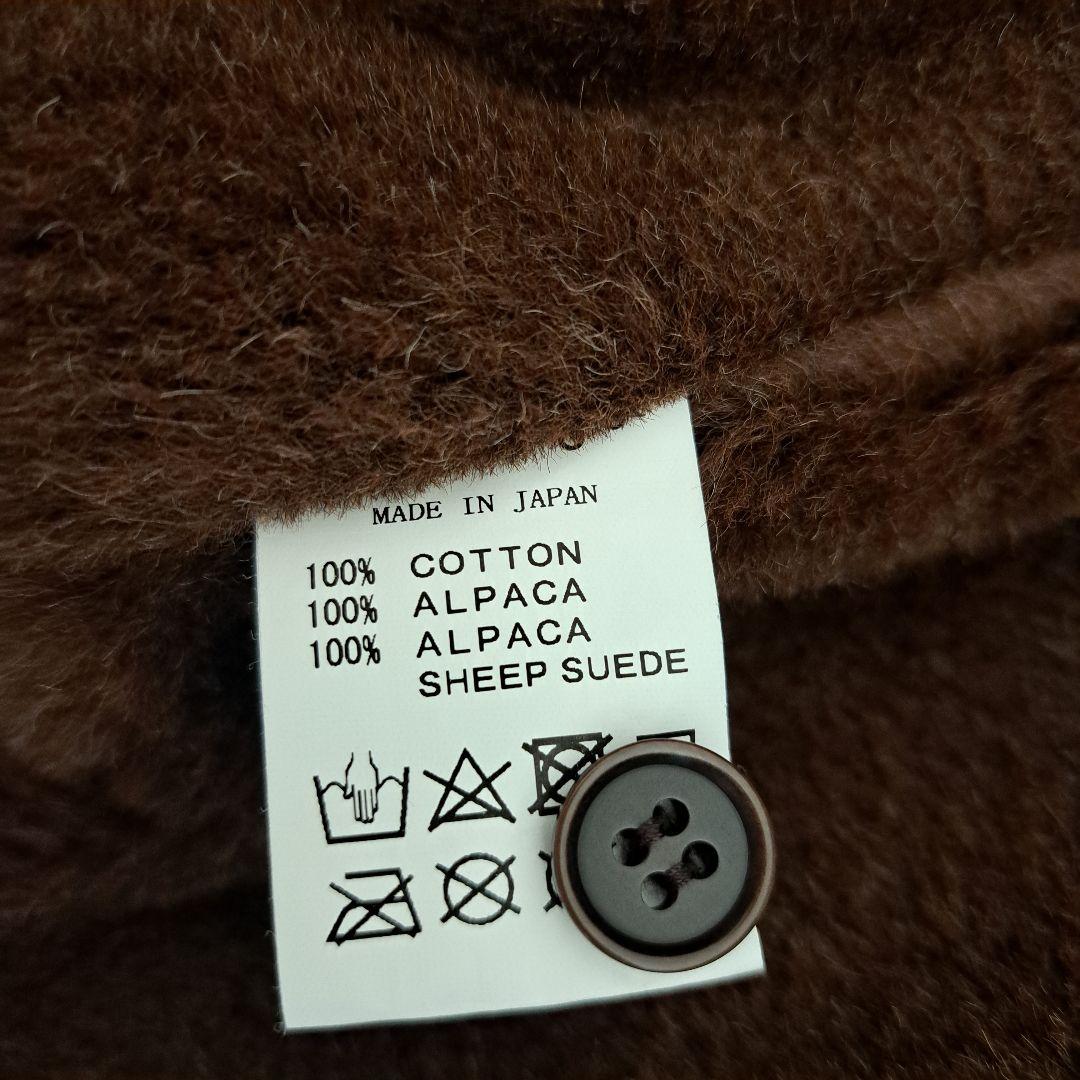 MADE IN JAPAN
100% COTTON
100% ALPACA
100% ALPACA
SHEEP SUEDE